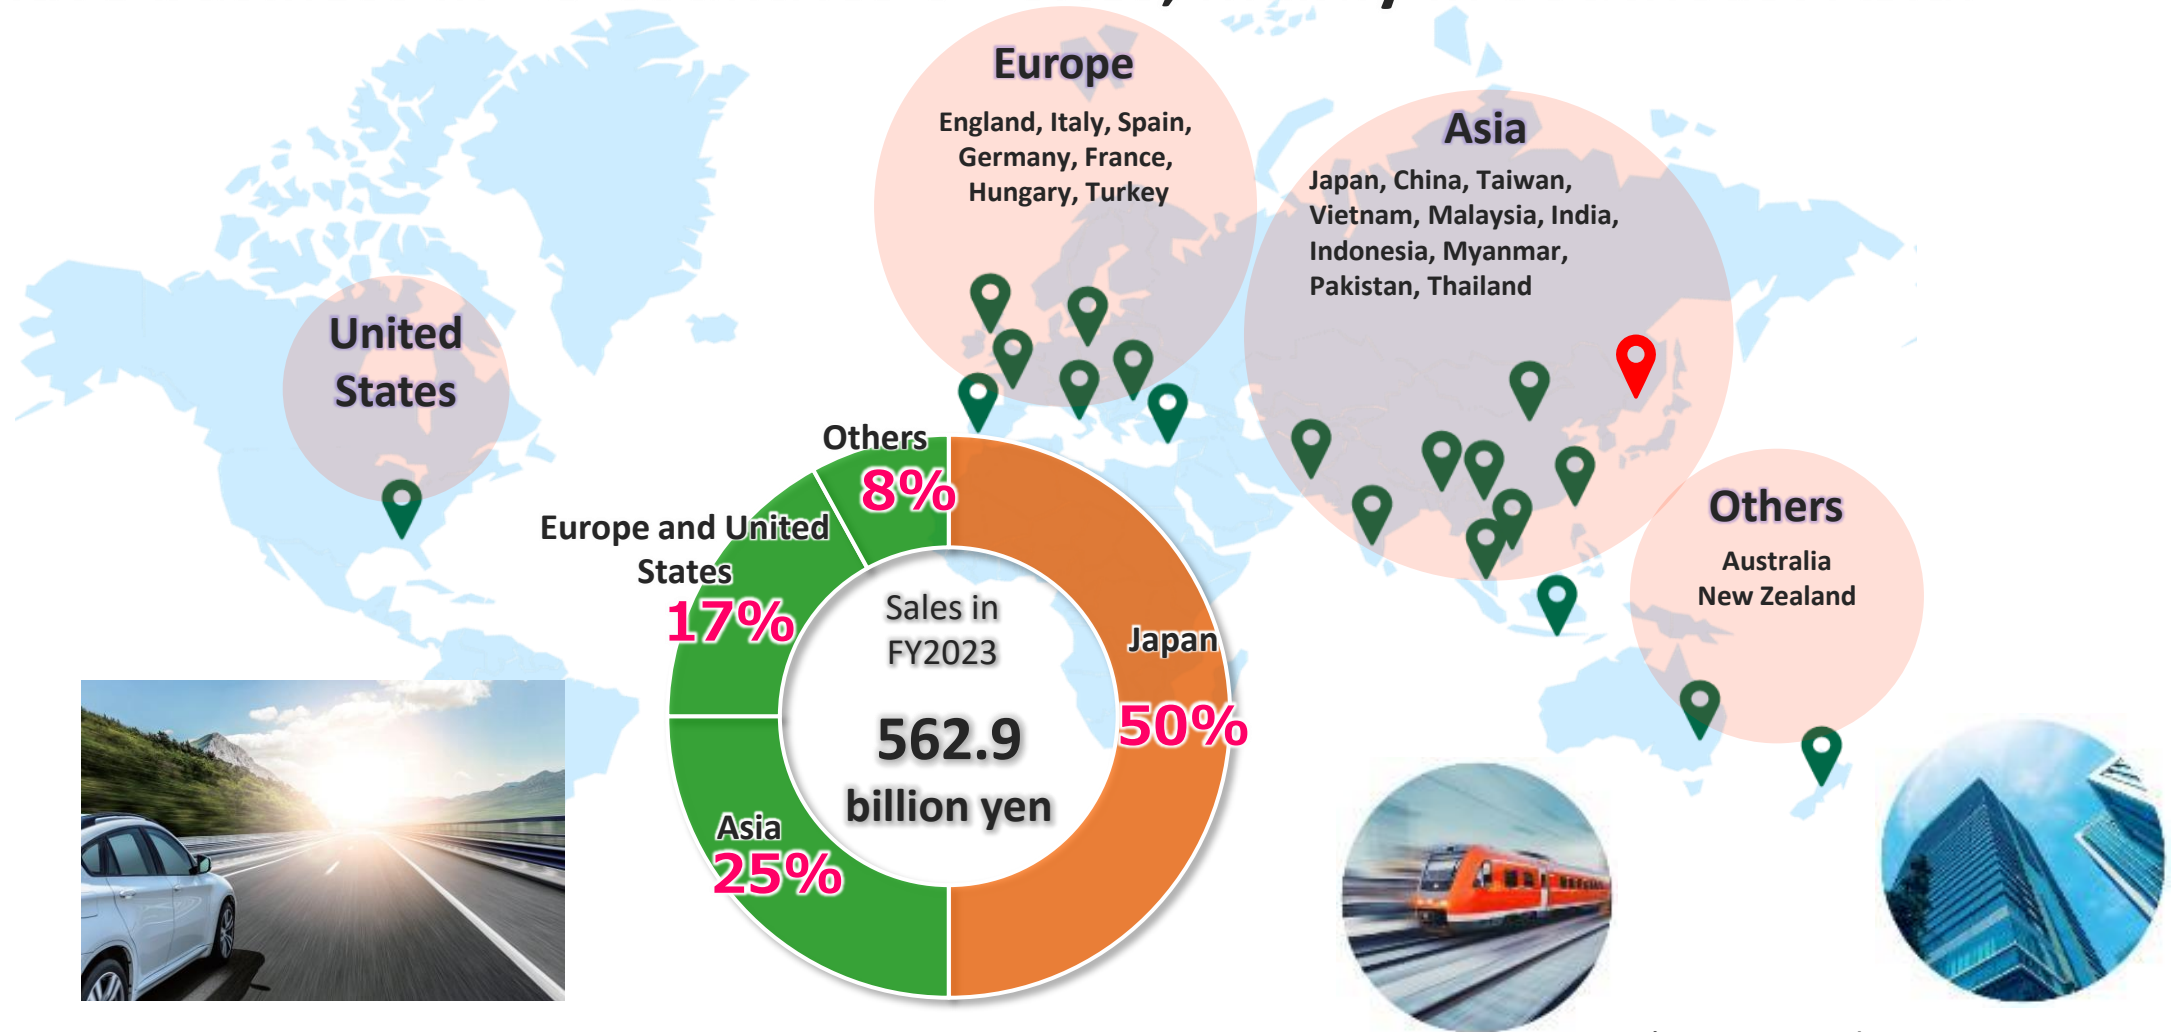 Europe
England, Italy, Spain,
Germany, France,
Hungary, Turkey
Asia
Japan, China, Taiwan,
Vietnam, Malaysia, India,
Indonesia, Myanmar,
Pakistan, Thailand
United
States
Others
Australia
New Zealand
Others
8%
Europe and United
States
17%
Asia
25%
Japan
50%
Sales in
FY2023
562.9
billion yen